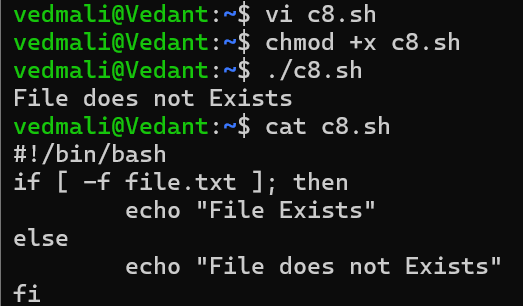 vedmali@Vedant:~$ vi c8.sh
vedmali@Vedant:~$ chmod +x c8.sh
vedmali@Vedant:~$ ./c8.sh
File does not Exists
vedmali@Vedant:~$ cat c8.sh
#!/bin/bash
if [ -f file.txt ]; then
        echo "File Exists"
else
        echo "File does not Exists"
fi